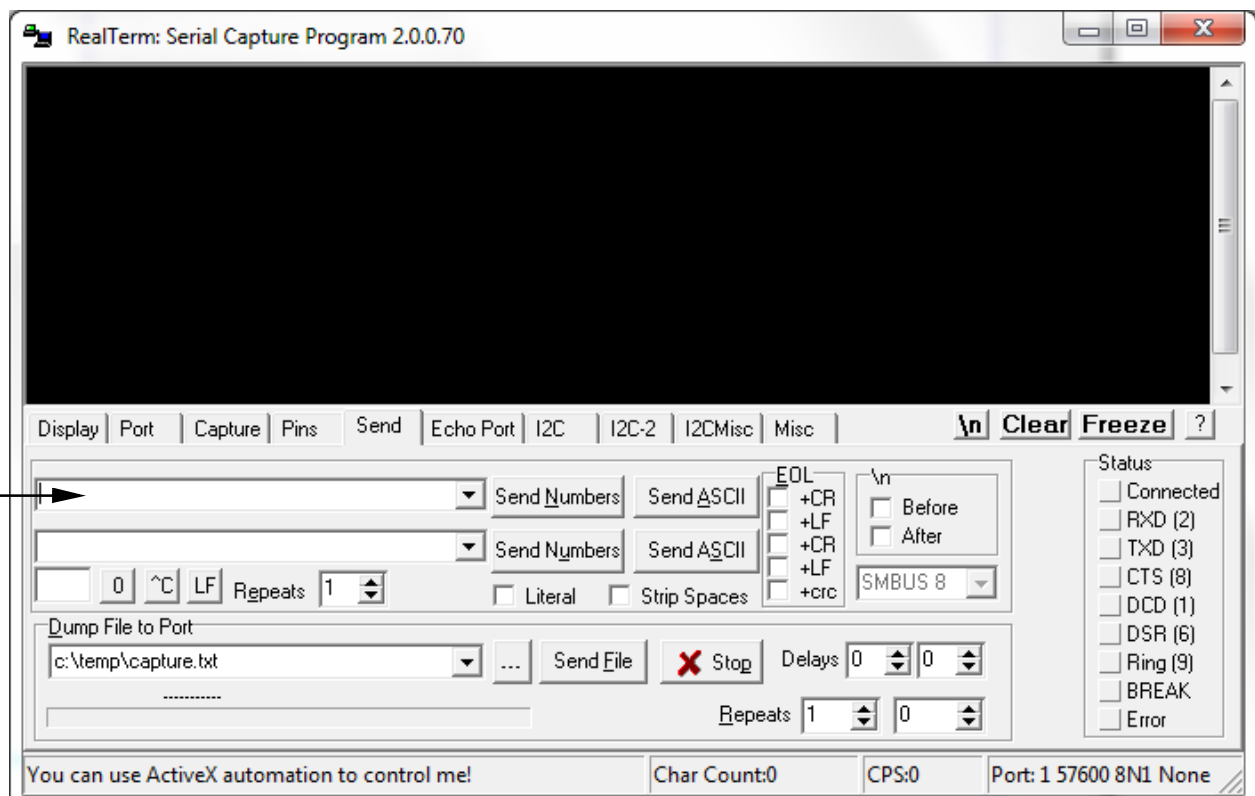 RealTerm: Serial Capture Program 2.0.0.70
Display Port Capture Pins Send Echo Port I2C I2C-2 I2CMisc Misc \n Clear Freeze ?
Send Numbers Send ASCII
Send Numbers Send ASCII
0 ^C LF Repeats 1
Literal Strip Spaces
EOL
+CR
+LF
+CR
+LF
+crc
\n
Before
After
SMBUS 8
Dump File to Port
c:\temp\capture.txt ... Send File Stop Delays 0 0
-----------
Repeats 1 0
Status
Connected
RXD (2)
TXD (3)
CTS (8)
DCD (1)
DSR (6)
Ring (9)
BREAK
Error
You can use ActiveX automation to control me! Char Count:0 CPS:0 Port: 1 57600 8N1 None